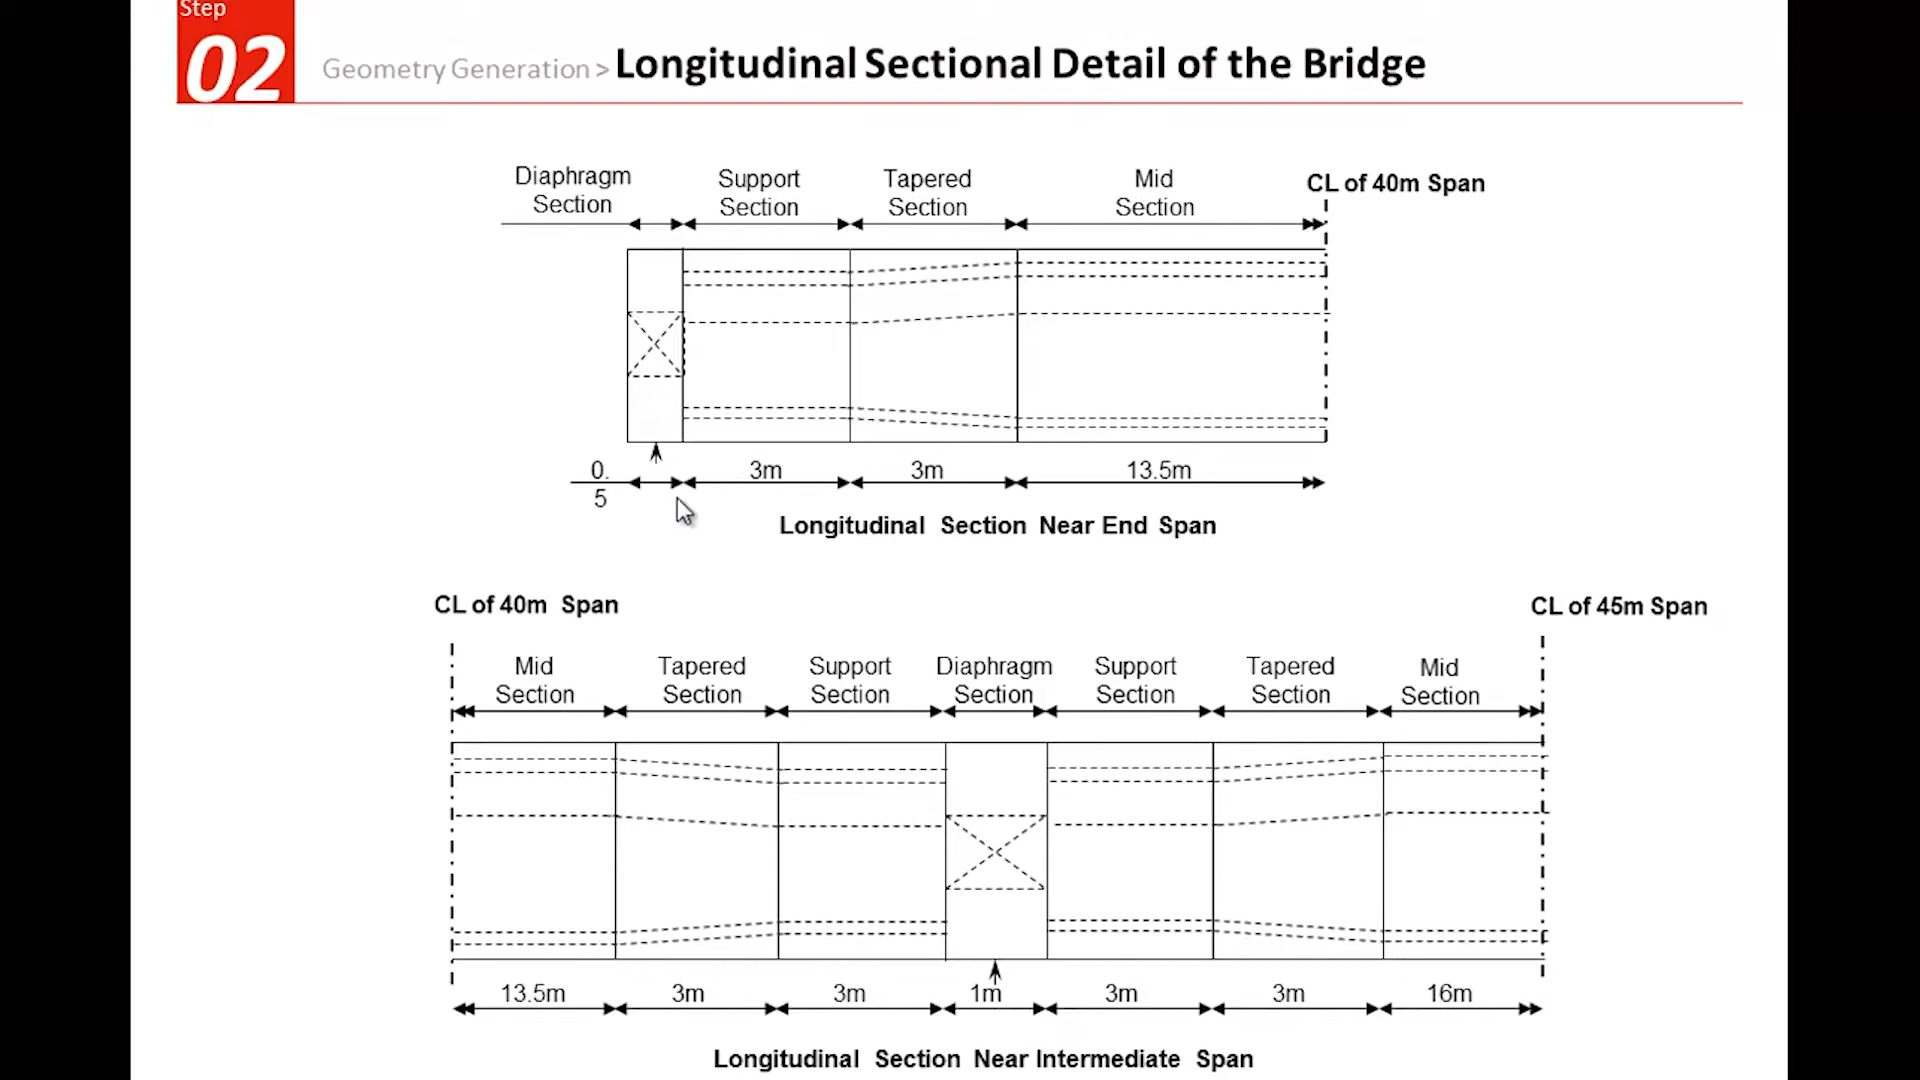 Step
02
Geometry Generation > Longitudinal Sectional Detail of the Bridge
Diaphragm
Section
Support
Section
Tapered
Section
Mid
Section
CL of 40m Span
0.
5
3m
3m
13.5m
Longitudinal Section Near End Span
CL of 40m Span
CL of 45m Span
Mid
Section
Tapered
Section
Support
Section
Diaphragm
Section
Support
Section
Tapered
Section
Mid
Section
13.5m
3m
3m
1m
3m
3m
16m
Longitudinal Section Near Intermediate Span